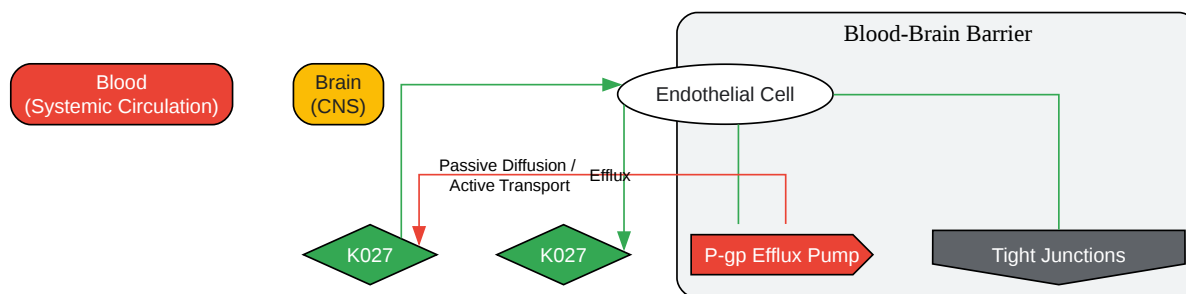 Blood-Brain Barrier
Blood
(Systemic Circulation)
Brain
(CNS)
Endothelial Cell
Passive Diffusion /
Active Transport
Efflux
K027
K027
P-gp Efflux Pump
Tight Junctions